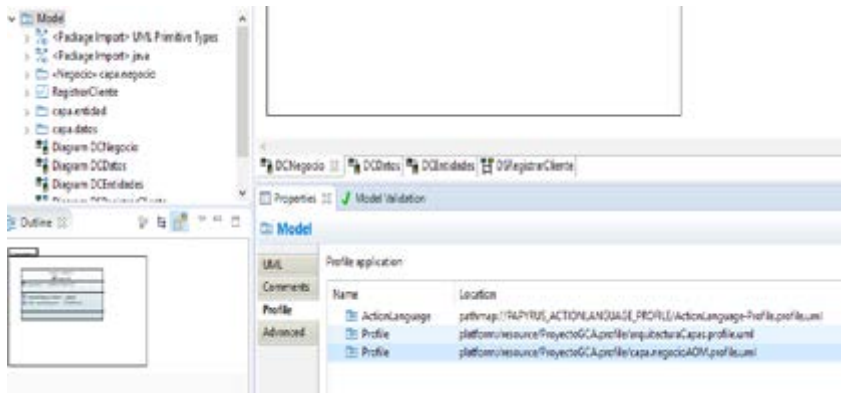 Model
<Package Import> UML Primitive Types
<Package Import> java
«Negocio» capa.negocio
RegistrarCliente
capa.entidad
capa.datos
Diagram DCNegocio
Diagram DCDatos
Diagram DCEntidades
DCNegocio DCDatos DCEntidades DSRegistrarCliente
Properties Model Validation
Outline
Model
UML
Profile application
Comments
Name Location
Profile
ActionLanguage pathmap://PAPYRUS_ACTIONLANGUAGE_PROFILE/ActionLanguage-Profile.profile.uml
Advanced
Profile platform:/resource/ProyectoGCA.profile/arquitecturaCapas.profile.uml
Profile platform:/resource/ProyectoGCA.profile/capa.negocioAOM.profile.uml